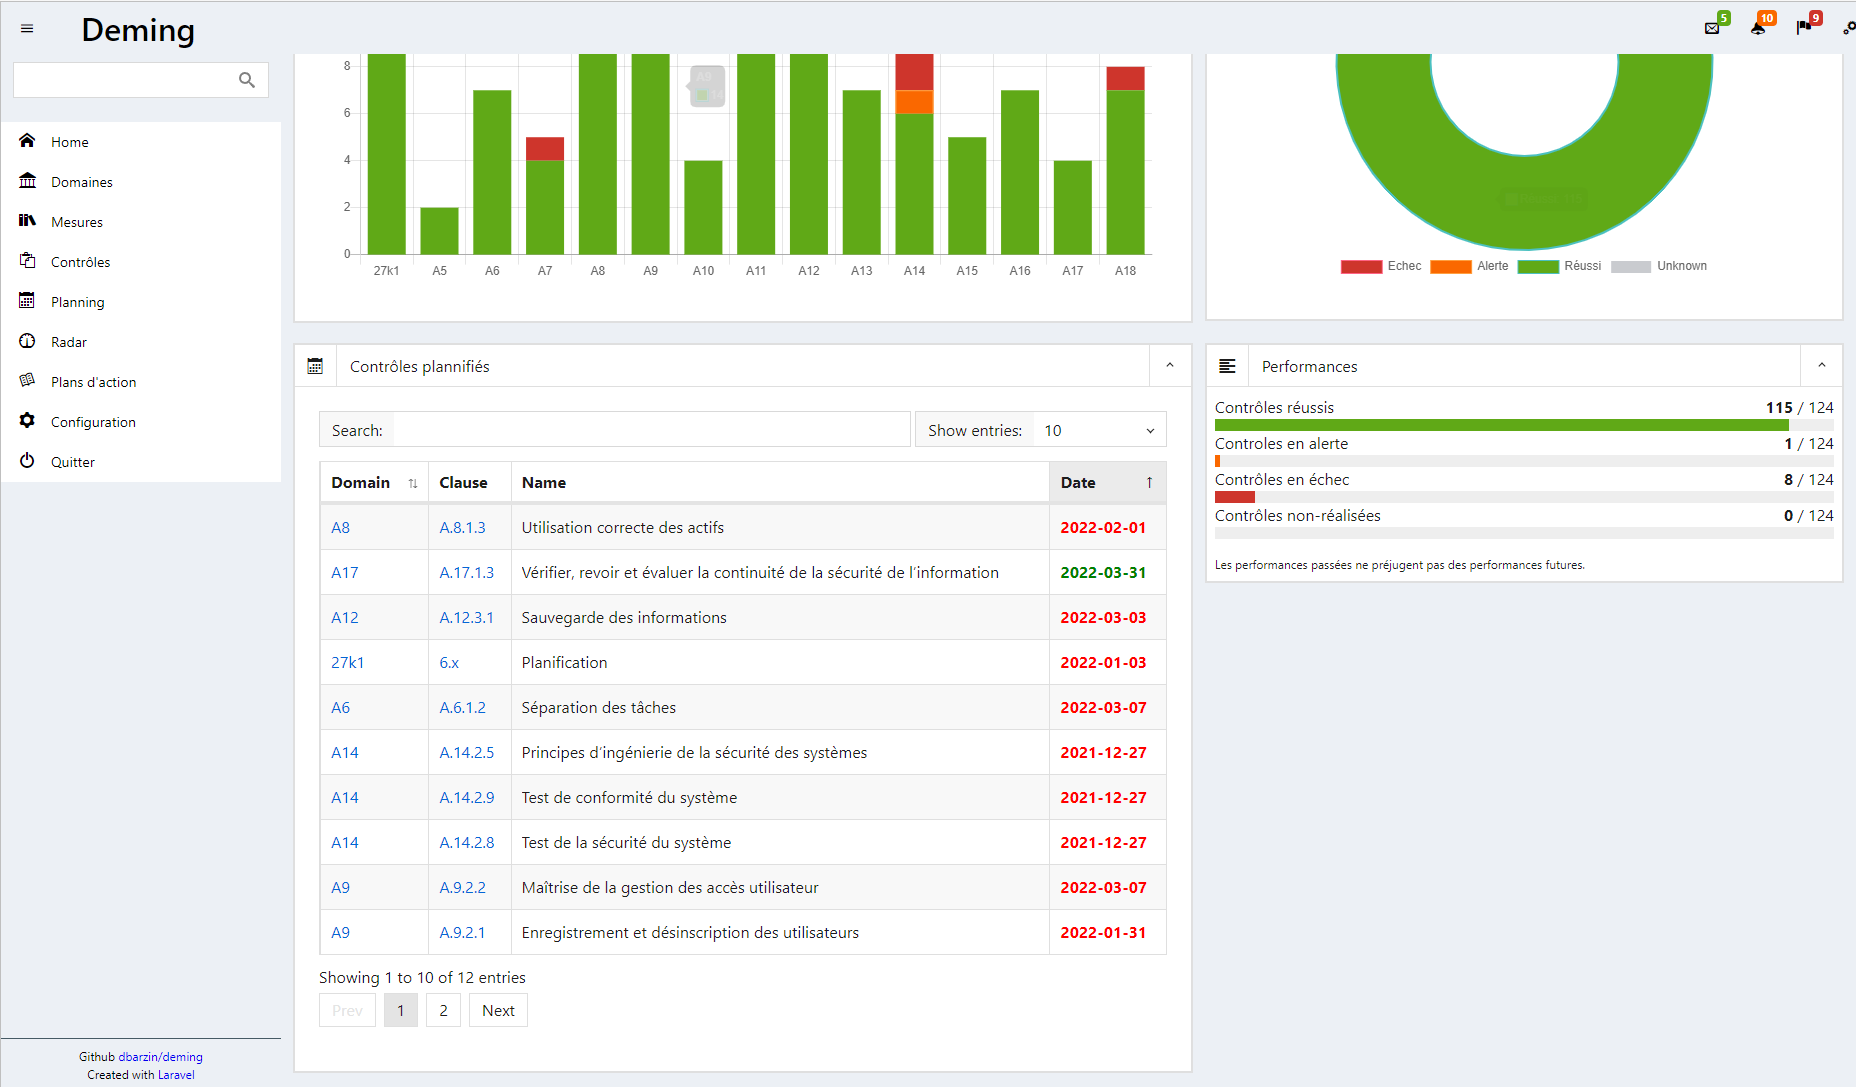 Deming
5
10
9
Home
Domaines
Mesures
Contrôles
Planning
Radar
Plans d'action
Configuration
Quitter
Github dbarzin/deming
Created with Laravel
8
6
4
2
0
A8
14
27k1 A5 A6 A7 A8 A9 A10 A11 A12 A13 A14 A15 A16 A17 A18
Echec Alerte Réussi Unknown
Contrôles plannifiés
Search:
Show entries: 10
Domain Clause Name Date
A8 A.8.1.3 Utilisation correcte des actifs 2022-02-01
A17 A.17.1.3 Vérifier, revoir et évaluer la continuité de la sécurité de l’information 2022-03-31
A12 A.12.3.1 Sauvegarde des informations 2022-03-03
27k1 6.x Planification 2022-01-03
A6 A.6.1.2 Séparation des tâches 2022-03-07
A14 A.14.2.5 Principes d’ingénierie de la sécurité des systèmes 2021-12-27
A14 A.14.2.9 Test de conformité du système 2021-12-27
A14 A.14.2.8 Test de la sécurité du système 2021-12-27
A9 A.9.2.2 Maîtrise de la gestion des accès utilisateur 2022-03-07
A9 A.9.2.1 Enregistrement et désinscription des utilisateurs 2022-01-31
Showing 1 to 10 of 12 entries
Prev 1 2 Next
Performances
Contrôles réussis 115 / 124
Controles en alerte 1 / 124
Contrôles en échec 8 / 124
Contrôles non-réalisées 0 / 124
Les performances passées ne préjugent pas des performances futures.